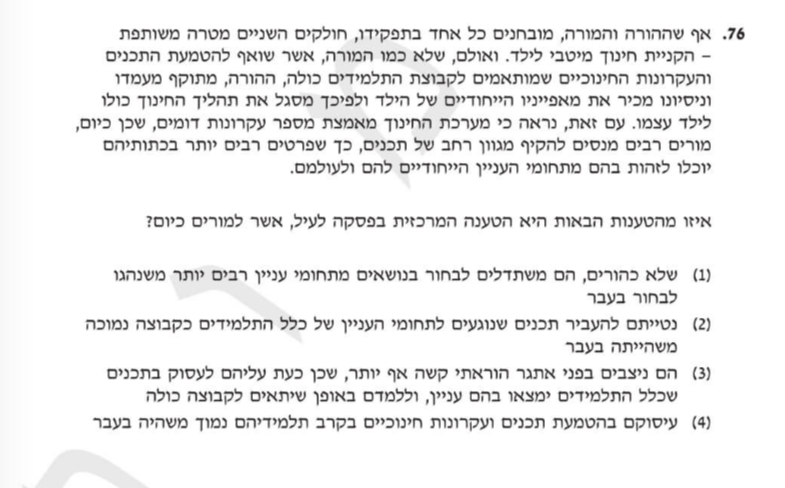 76. אף שההורה והמורה, מובחנים כל אחד בתפקידו, חולקים השניים מטרה משותפת
– הקניית חינוך מיטבי לילד. ואולם, שלא כמו המורה, אשר שואף להטמעת התכנים
והעקרונות החינוכיים שמותאמים לקבוצת התלמידים כולה, ההורה, מתוקף מעמדו
וניסיונו מכיר את מאפייניו הייחודיים של הילד ולפיכך מסגל את תהליך החינוך כולו
לילד עצמו. עם זאת, נראה כי מערכת החינוך מאמצת מספר עקרונות דומים, שכן כיום,
מורים רבים מנסים להקיף מגוון רחב של תכנים, כך שפרטים רבים יותר בכתותיהם
יוכלו לזהות בהם מתחומי העניין הייחודיים להם ולעולמם.
איזו מהטענות הבאות היא הטענה המרכזית בפסקה לעיל, אשר למורים כיום?
(1) שלא כהורים, הם משתדלים לבחור בנושאים מתחומי עניין רבים יותר משנהגו
לבחור בעבר
(2) נטייתם להעביר תכנים שנוגעים לתחומי העניין של כלל התלמידים כקבוצה נמוכה
משהייתה בעבר
(3) הם ניצבים בפני אתגר הוראתי קשה אף יותר, שכן כעת עליהם לעסוק בתכנים
שכלל התלמידים ימצאו בהם עניין, וללמדם באופן שיתאים לקבוצה כולה
(4) עיסוקם בהטמעת תכנים ועקרונות חינוכיים בקרב תלמידיהם נמוך משהיה בעבר